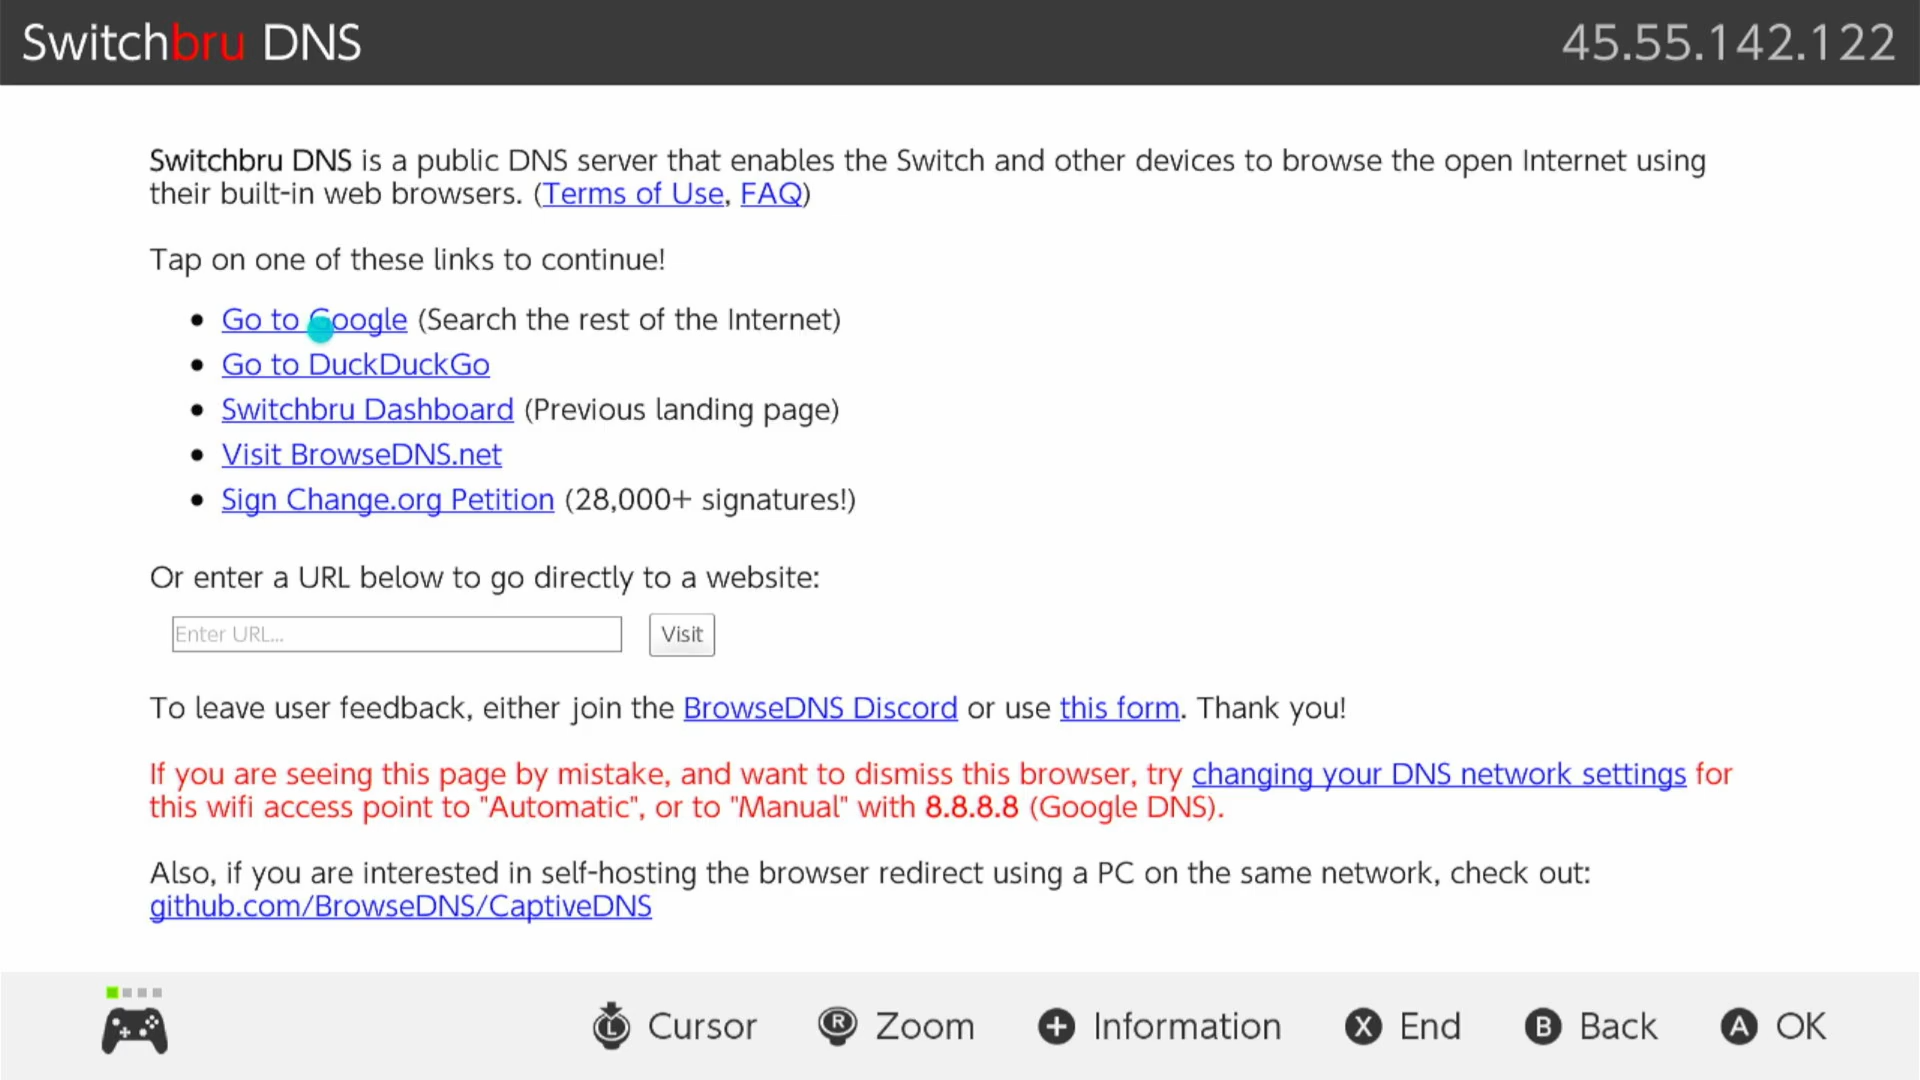 Switchbru DNS
45.55.142.122
Switchbru DNS is a public DNS server that enables the Switch and other devices to browse the open Internet using
their built-in web browsers. (Terms of Use, FAQ)
Tap on one of these links to continue!
• Go to Google (Search the rest of the Internet)
• Go to DuckDuckGo
• Switchbru Dashboard (Previous landing page)
• Visit BrowseDNS.net
• Sign Change.org Petition (28,000+ signatures!)
Or enter a URL below to go directly to a website:
Enter URL... Visit
To leave user feedback, either join the BrowseDNS Discord or use this form. Thank you!
If you are seeing this page by mistake, and want to dismiss this browser, try changing your DNS network settings for
this wifi access point to "Automatic", or to "Manual" with 8.8.8.8 (Google DNS).
Also, if you are interested in self-hosting the browser redirect using a PC on the same network, check out:
github.com/BrowseDNS/CaptiveDNS
L Cursor R Zoom + Information X End B Back A OK